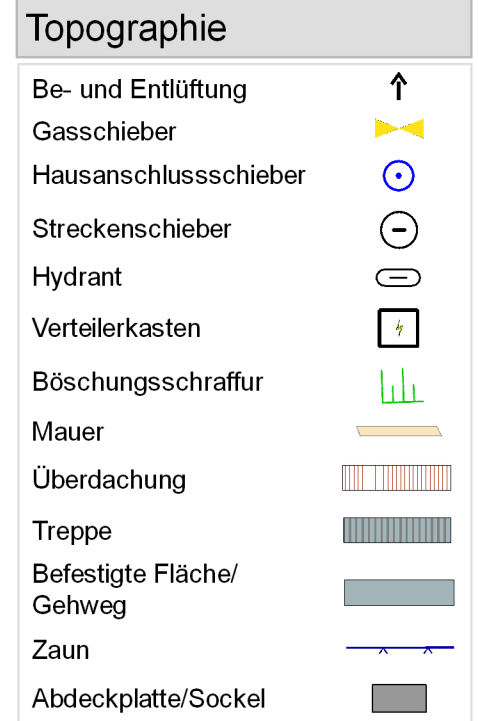 Topographie
Be- und Entlüftung
Gasschieber
Hausanschlussschieber
Streckenschieber
Hydrant
Verteilerkasten
Böschungsschraffur
Mauer
Überdachung
Treppe
Befestigte Fläche/
Gehweg
Zaun
Abdeckplatte/Sockel